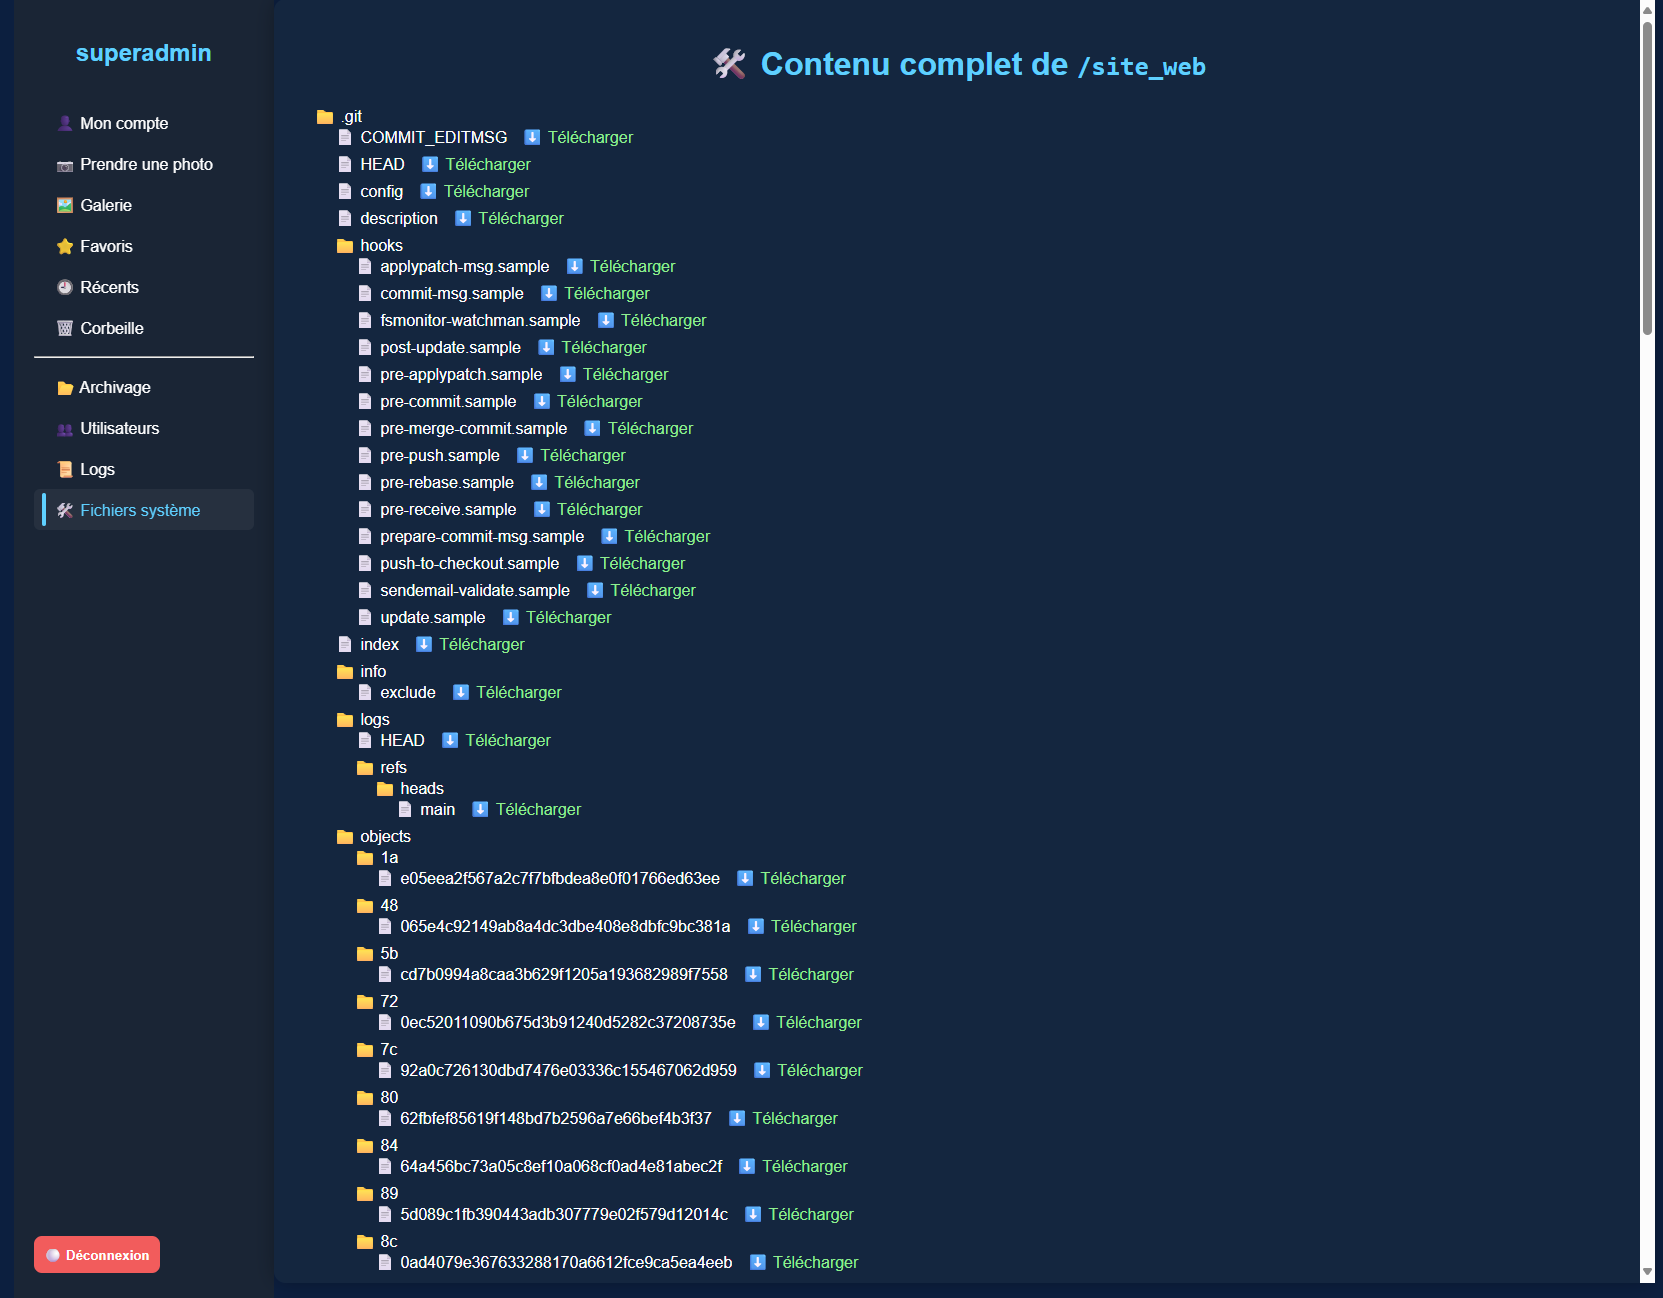 superadmin
Mon compte
Prendre une photo
Galerie
Favoris
Récents
Corbeille
Archivage
Utilisateurs
Logs
Fichiers système
Déconnexion
Contenu complet de /site_web
.git
COMMIT_EDITMSG Télécharger
HEAD Télécharger
config Télécharger
description Télécharger
hooks
applypatch-msg.sample Télécharger
commit-msg.sample Télécharger
fsmonitor-watchman.sample Télécharger
post-update.sample Télécharger
pre-applypatch.sample Télécharger
pre-commit.sample Télécharger
pre-merge-commit.sample Télécharger
pre-push.sample Télécharger
pre-rebase.sample Télécharger
pre-receive.sample Télécharger
prepare-commit-msg.sample Télécharger
push-to-checkout.sample Télécharger
sendemail-validate.sample Télécharger
update.sample Télécharger
index Télécharger
info
exclude Télécharger
logs
HEAD Télécharger
refs
heads
main Télécharger
objects
1a
e05eea2f567a2c7f7bfbdea8e0f01766ed63ee Télécharger
48
065e4c92149ab8a4dc3dbe408e8dbfc9bc381a Télécharger
5b
cd7b0994a8caa3b629f1205a193682989f7558 Télécharger
72
0ec52011090b675d3b91240d5282c37208735e Télécharger
7c
92a0c726130dbd7476e03336c155467062d959 Télécharger
80
62fbfef85619f148bd7b2596a7e66bef4b3f37 Télécharger
84
64a456bc73a05c8ef10a068cf0ad4e81abec2f Télécharger
89
5d089c1fb390443adb307779e02f579d12014c Télécharger
8c
0ad4079e367633288170a6612fce9ca5ea4eeb Télécharger